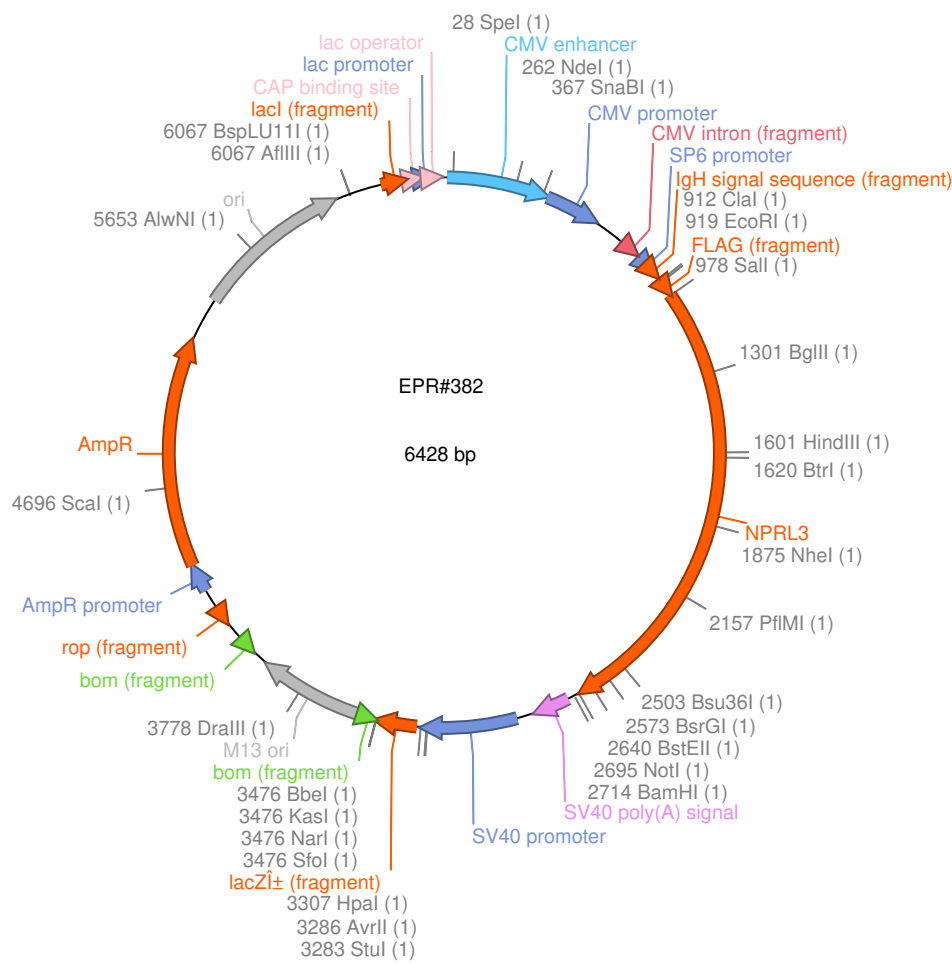 28 SpeI (1)
lac operator
CMV enhancer
lac promoter
262 NdeI (1)
CAP binding site
367 SnaBI (1)
lacI (fragment)
CMV promoter
6067 BspLU11I (1)
CMV intron (fragment)
6067 AflIII (1)
SP6 promoter
IgH signal sequence (fragment)
ori
912 ClaI (1)
5653 AlwNI (1)
919 EcoRI (1)
FLAG (fragment)
978 SalI (1)
1301 BglII (1)
EPR#382
6428 bp
AmpR
1601 HindIII (1)
1620 BtrI (1)
4696 ScaI (1)
NPRL3
1875 NheI (1)
AmpR promoter
2157 PflMI (1)
rop (fragment)
bom (fragment)
2503 Bsu36I (1)
3778 DraIII (1)
2573 BsrGI (1)
M13 ori
2640 BstEII (1)
bom (fragment)
2695 NotI (1)
3476 BbeI (1)
2714 BamHI (1)
3476 KasI (1)
SV40 poly(A) signal
3476 NarI (1)
SV40 promoter
3476 SfoI (1)
lacZÎ± (fragment)
3307 HpaI (1)
3286 AvrII (1)
3283 StuI (1)